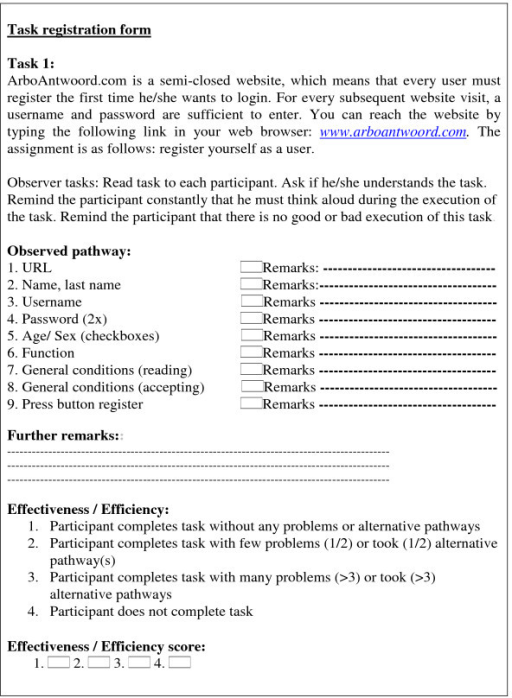 Task registration form
Task 1:
ArboAntwoord.com is a semi-closed website, which means that every user must
register the first time he/she wants to login. For every subsequent website visit, a
username and password are sufficient to enter. You can reach the website by
typing the following link in your web browser: www.arboantwoord.com. The
assignment is as follows: register yourself as a user.
Observer tasks: Read task to each participant. Ask if he/she understands the task.
Remind the participant constantly that he must think aloud during the execution of
the task. Remind the participant that there is no good or bad execution of this task
Observed pathway:
1. URL Remarks: -----------------------------------
2. Name, last name Remarks:------------------------------------
3. Username Remarks ------------------------------------
4. Password (2x) Remarks ------------------------------------
5. Age/ Sex (checkboxes) Remarks ------------------------------------
6. Function Remarks ------------------------------------
7. General conditions (reading) Remarks ------------------------------------
8. General conditions (accepting) Remarks ------------------------------------
9. Press button register Remarks ------------------------------------
Further remarks::
--------------------------------------------------------------------------------
--------------------------------------------------------------------------------
--------------------------------------------------------------------------------
Effectiveness / Efficiency:
1. Participant completes task without any problems or alternative pathways
2. Participant completes task with few problems (1/2) or took (1/2) alternative
pathway(s)
3. Participant completes task with many problems (>3) or took (>3)
alternative pathways
4. Participant does not complete task
Effectiveness / Efficiency score:
1. 2. 3. 4.